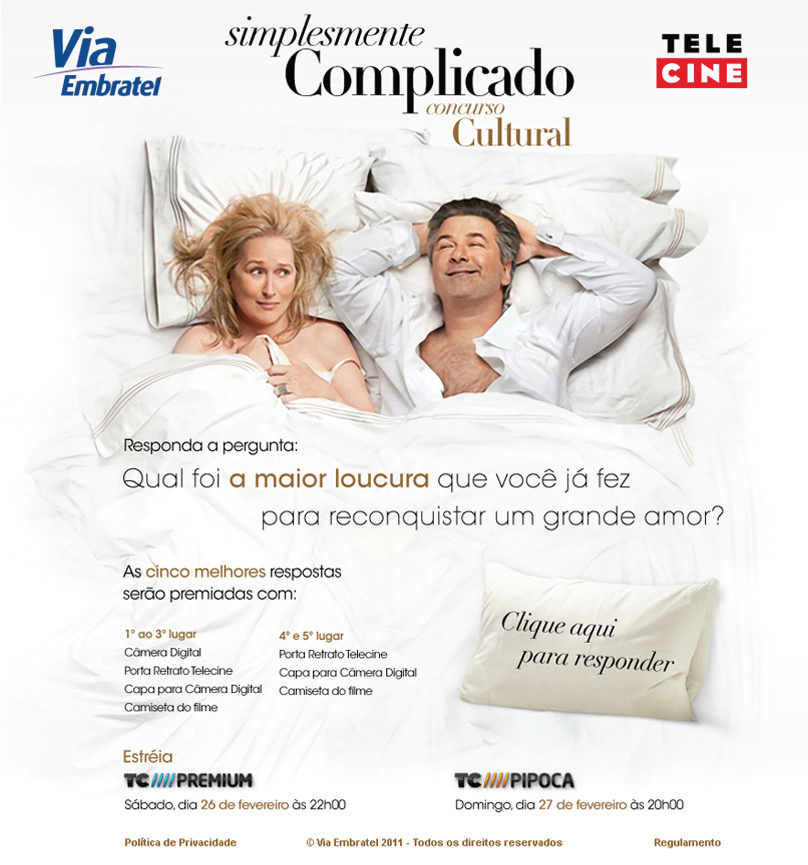 Via
Embratel
simplesmente
Complicado
concurso
Cultural
TELE
CINE
Responda a pergunta:
Qual foi a maior loucura que você já fez
para reconquistar um grande amor?
As cinco melhores respostas
serão premiadas com:
1º ao 3º lugar
Câmera Digital
Porta Retrato Telecine
Capa para Câmera Digital
Camiseta do filme
4º e 5º lugar
Porta Retrato Telecine
Capa para Câmera Digital
Camiseta do filme
Clique aqui
para responder
Estréia
TC PREMIUM
Sábado, dia 26 de fevereiro às 22h00
TC PIPOCA
Domingo, dia 27 de fevereiro às 20h00
Política de Privacidade
© Via Embratel 2011 - Todos os direitos reservados
Regulamento